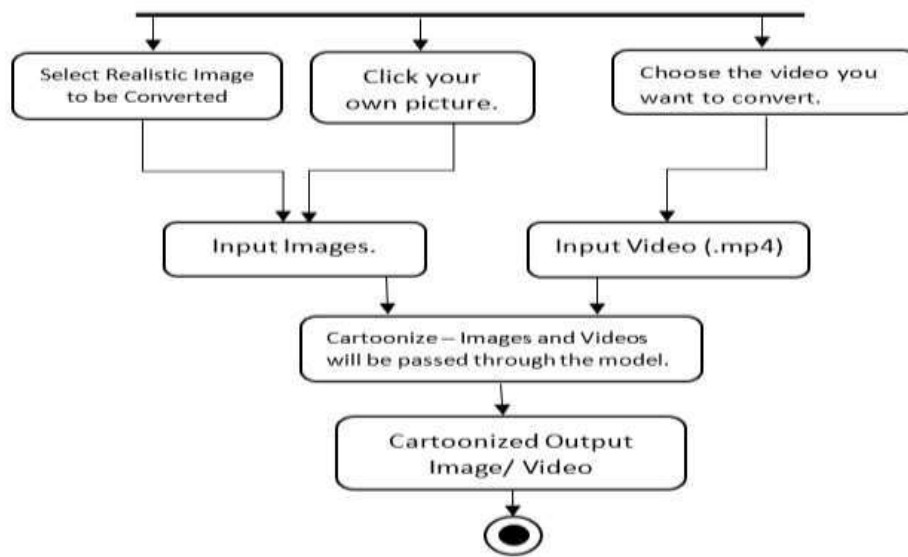 Select Realistic Image
to be Converted
Click your
own picture.
Choose the video you
want to convert.
Input Images.
Input Video (.mp4)
Cartoonize – Images and Videos
will be passed through the model.
Cartoonized Output
Image/ Video